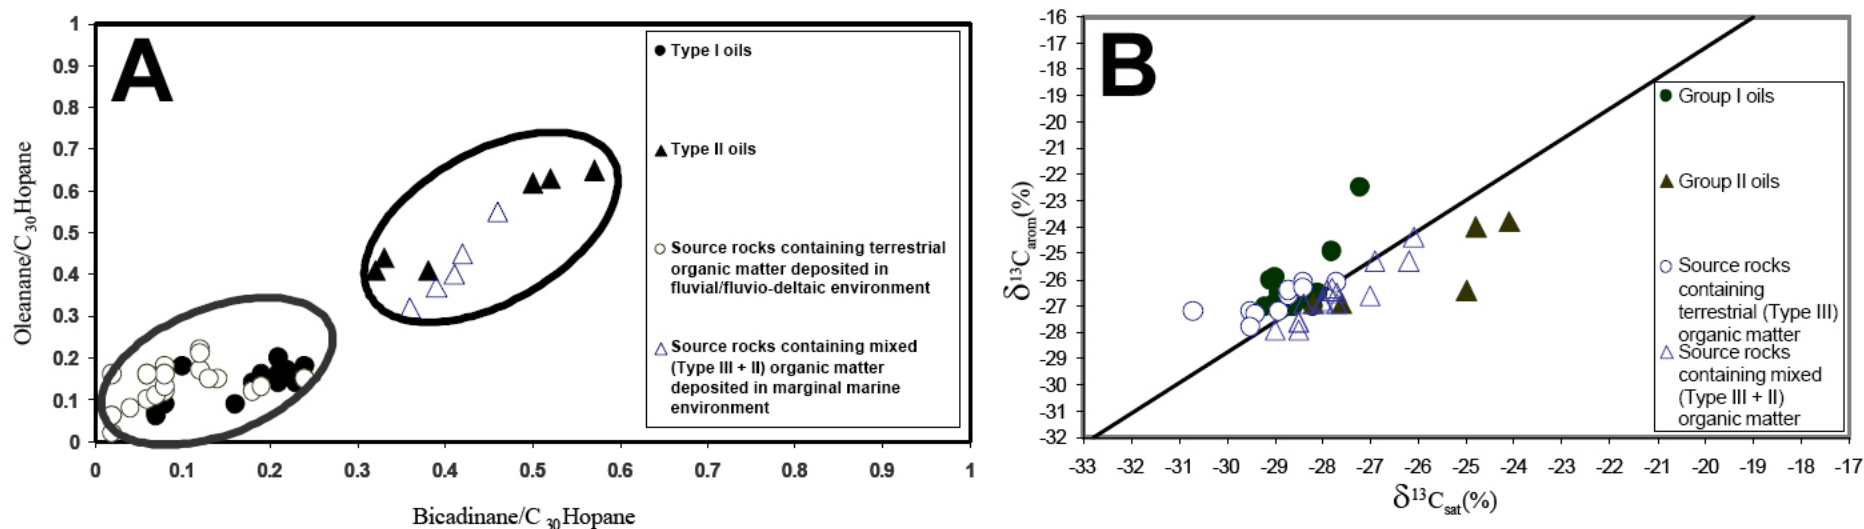 A
Oleanane/C30Hopane
1
0.9
0.8
0.7
0.6
0.5
0.4
0.3
0.2
0.1
0
0 0.1 0.2 0.3 0.4 0.5 0.6 0.7 0.8 0.9 1
Bicadinane/C30Hopane
Type I oils
Type II oils
Source rocks containing terrestrial
organic matter deposited in
fluvial/fluvio-deltaic environment
Source rocks containing mixed
(Type III + II) organic matter
deposited in marginal marine
environment
B
δ13Carom(%)
-16
-17
-18
-19
-20
-21
-22
-23
-24
-25
-26
-27
-28
-29
-30
-31
-32
-33 -32 -31 -30 -29 -28 -27 -26 -25 -24 -23 -22 -21 -20 -19 -18 -17
δ13Csat(%)
Group I oils
Group II oils
Source rocks
containing
terrestrial (Type III)
organic matter
Source rocks
containing mixed
(Type III + II)
organic matter